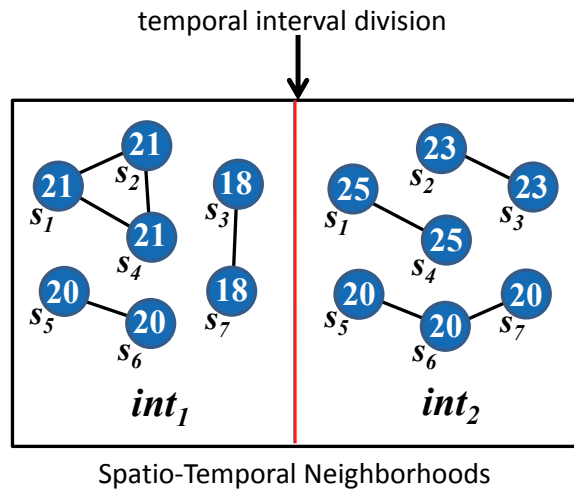 temporal interval division
21
s2
21
s1
21
s4
18
s3
18
s7
20
s5
20
s6
int1
23
s2
23
s3
25
s1
25
s4
20
s5
20
s6
20
s7
int2
Spatio-Temporal Neighborhoods